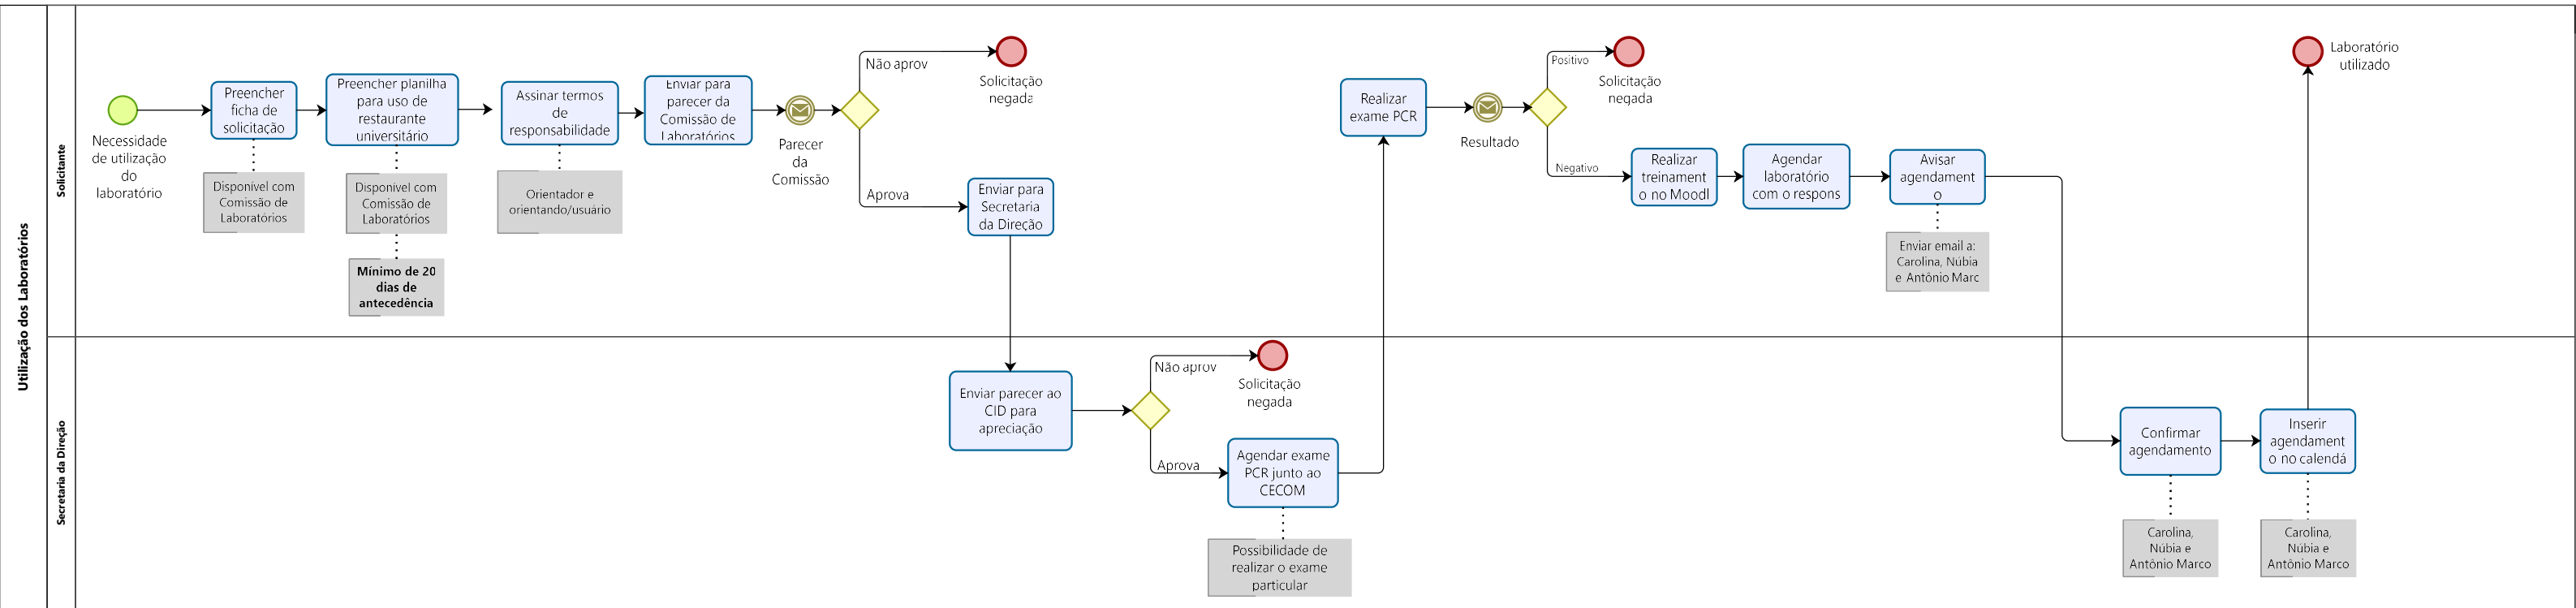 Utilização dos Laboratórios
Solicitante
Necessidade
de utilização
do
laboratório
Preencher
ficha de
solicitação
Disponível com
Comissão de
Laboratórios
Preencher planilha
para uso de
restaurante
universitário
Disponível com
Comissão de
Laboratórios
Mínimo de 20
dias de
antecedência
Assinar termos
de
responsabilidade
Orientador e
orientando/usuário
Enviar para
parecer da
Comissão de
Laboratórios
Parecer
da
Comissão
Não aprov
Solicitação
negada
Aprova
Enviar para
Secretaria
da Direção
Realizar
exame PCR
Resultado
Positivo
Solicitação
negada
Negativo
Realizar
treinament
o no Moodl
Agendar
laboratório
com o respons
Avisar
agendament
o
Enviar email a:
Carolina, Núbia
e Antônio Marc
Laboratório
utilizado
Secretaria da Direção
Enviar parecer ao
CID para
apreciação
Não aprov
Solicitação
negada
Aprova
Agendar exame
PCR junto ao
CECOM
Possibilidade de
realizar o exame
particular
Confirmar
agendamento
Carolina,
Núbia e
Antônio Marco
Inserir
agendament
o no calendá
Carolina,
Núbia e
Antônio Marco